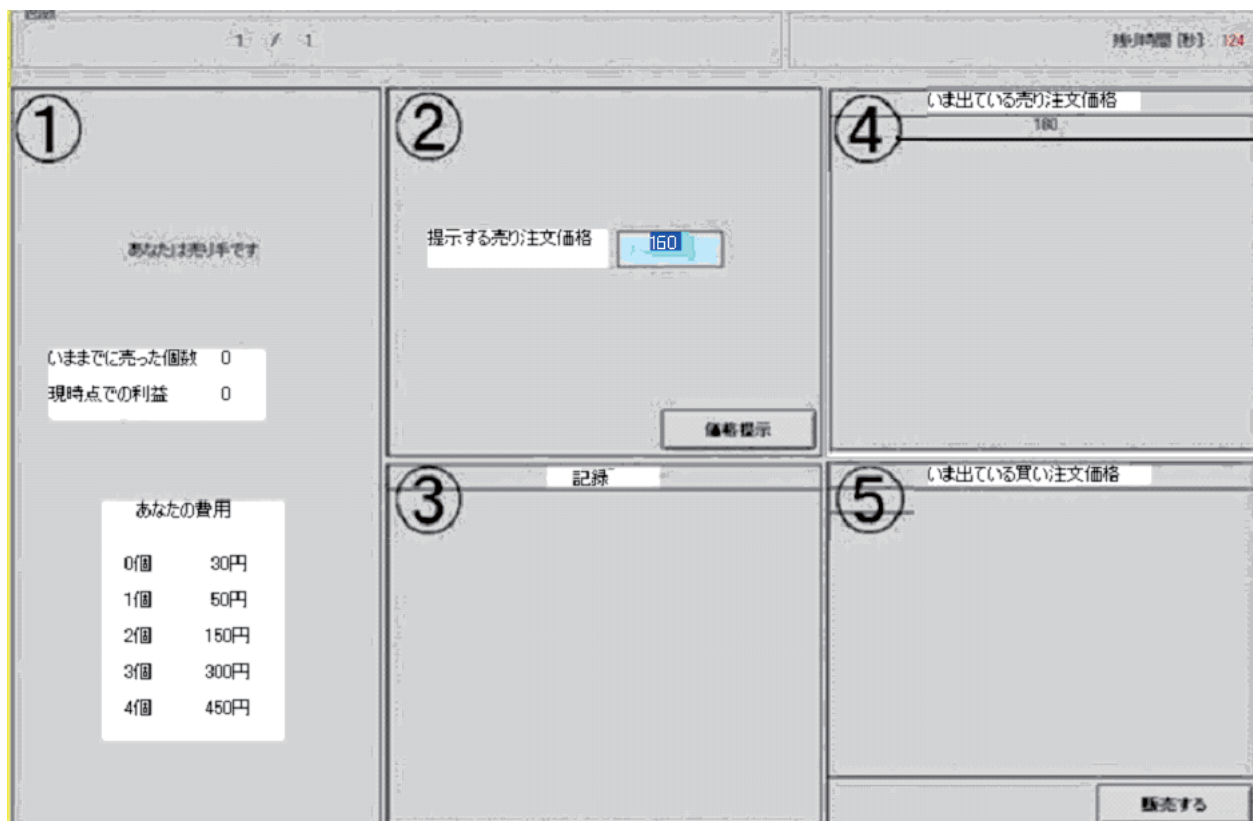 1 / 1
残り時間 [秒] 124
①
あなたは売り手です
いままでに売った個数 0
現時点での利益 0
あなたの費用
0個 30円
1個 50円
2個 150円
3個 300円
4個 450円
②
提示する売り注文価格 160
価格提示
③
記録
④
いま出ている売り注文価格
160
⑤
いま出ている買い注文価格
販売する